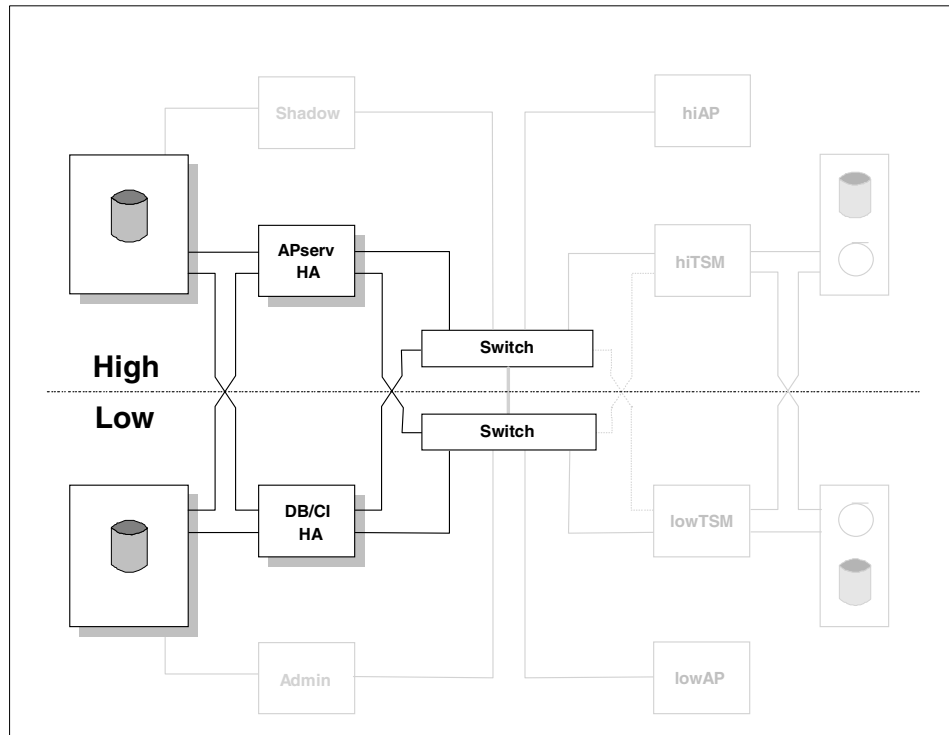 Shadow
hiAP
APserv
HA
hiTSM
Switch
High
Low
Switch
DB/CI
HA
lowTSM
Admin
lowAP